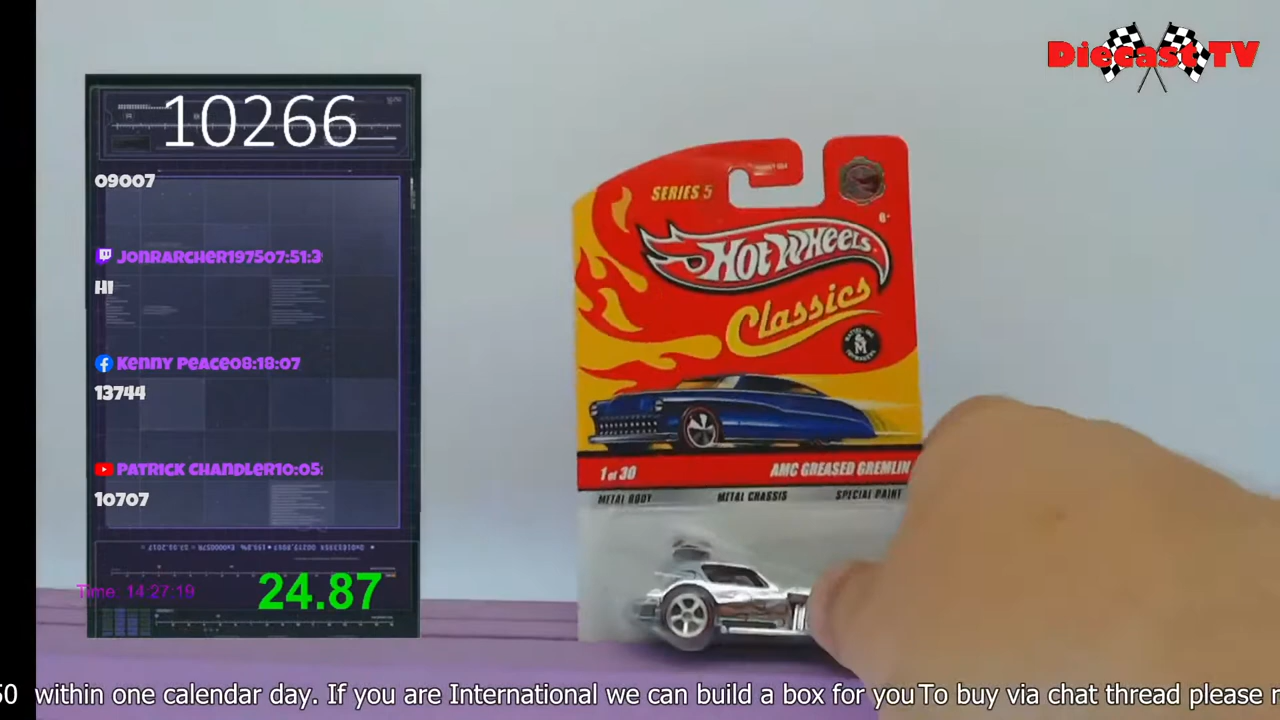 Diecast TV
10266
09007
JonRArcher197507:51:3
HI
Kenny Peace08:18:07
13744
Patrick Chandler10:05:
10707
Time: 14:27:19
24.87
SERIES 5
Hot Wheels
Classics
1 of 30
AMC GREASED GREMLIN
METAL BODY METAL CHASSIS SPECIAL PAINT
50 within one calendar day. If you are International we can build a box for youTo buy via chat thread please